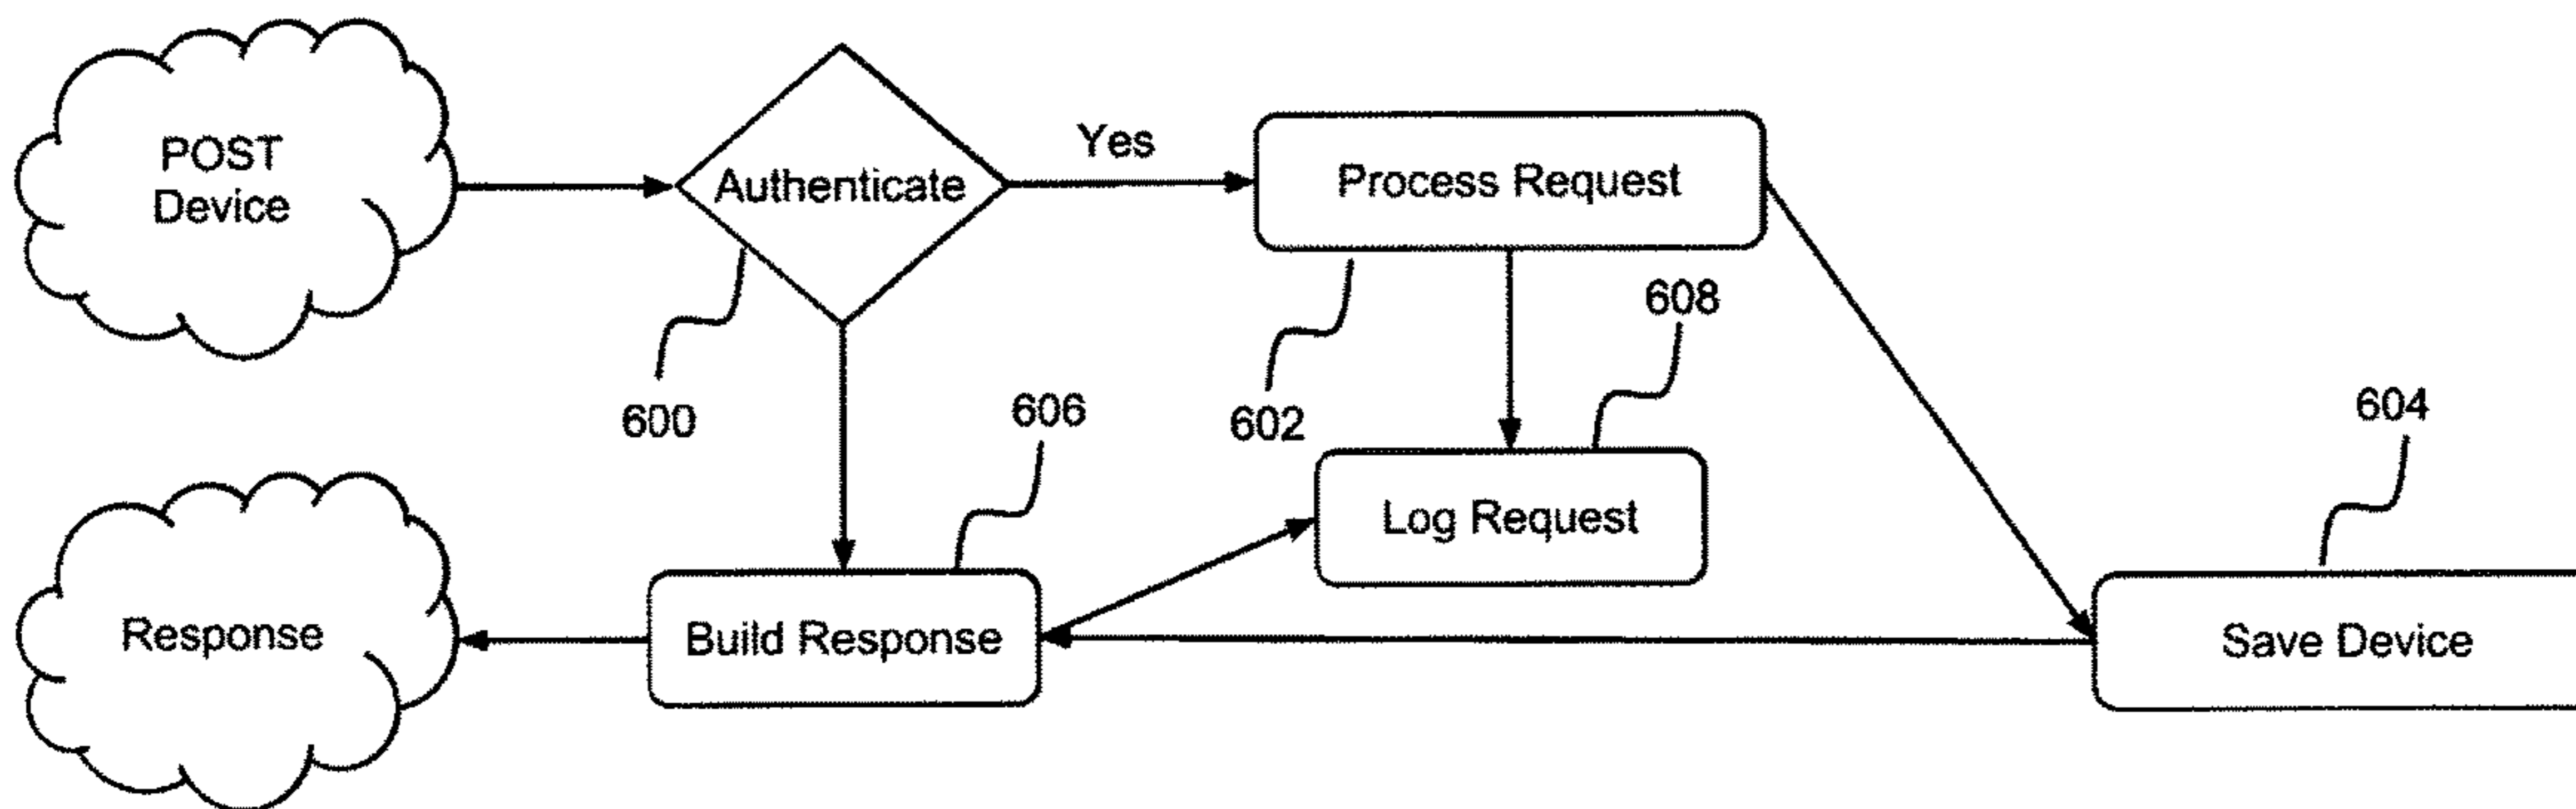 POST
Device
Authenticate
Yes
Process Request
600
606
602
608
604
Log Request
Response
Build Response
Save Device